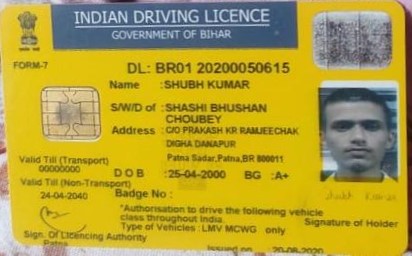 INDIAN DRIVING LICENCE
GOVERNMENT OF BIHAR
FORM-7
DL: BR01 20200050615
Name : SHUBH KUMAR
S/W/D of : SHASHI BHUSHAN
CHOUBEY
Address : C/O PRAKASH KR RAMJEECHAK
DIGHA DANAPUR
Patna Sadar,Patna,BR 800011
Valid Till (Transport)
00000000
D O B : 25-04-2000 BG : A+
Valid Till (Non-Transport)
24-04-2040
Badge No :
"Authorisation to drive the following vehicle
class throughout India
Type of Vehicles : LMV MCWG only
Shubh Kumar
Signature of Holder
Sign. Of Licencing Authority
Patna
Issued on : 20-08-2020